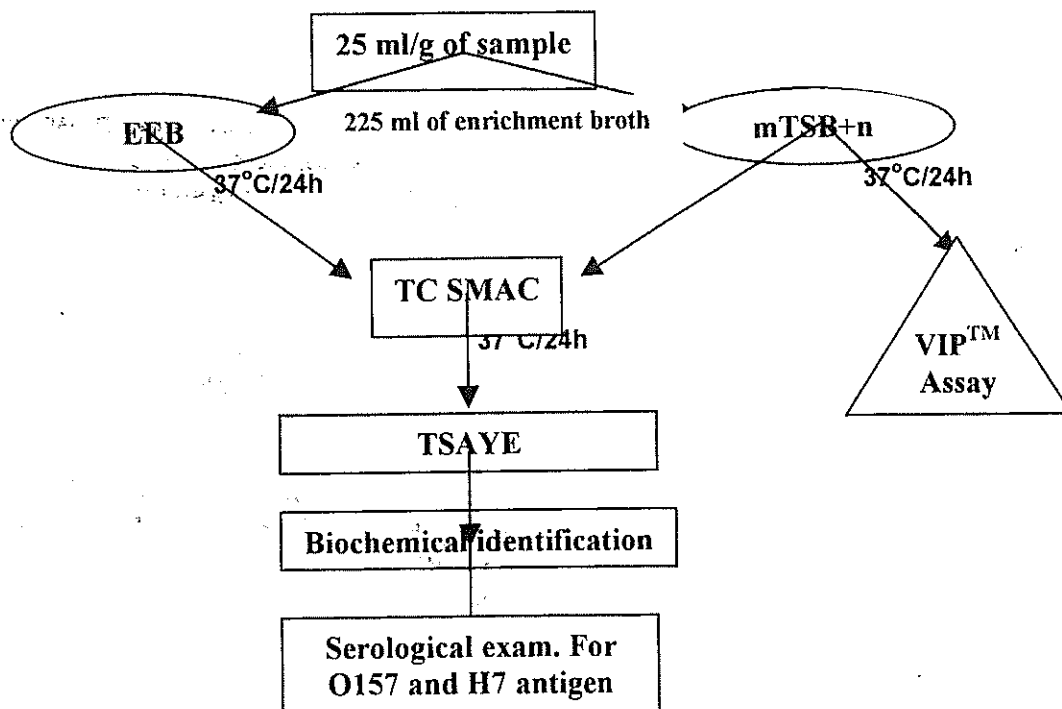 25 ml/g of sample
EEB
225 ml of enrichment broth
mTSB+n
37°C/24h
37°C/24h
TC SMAC
37°C/24h
VIP™
Assay
TSAYE
Biochemical identification
Serological exam. For
O157 and H7 antigen